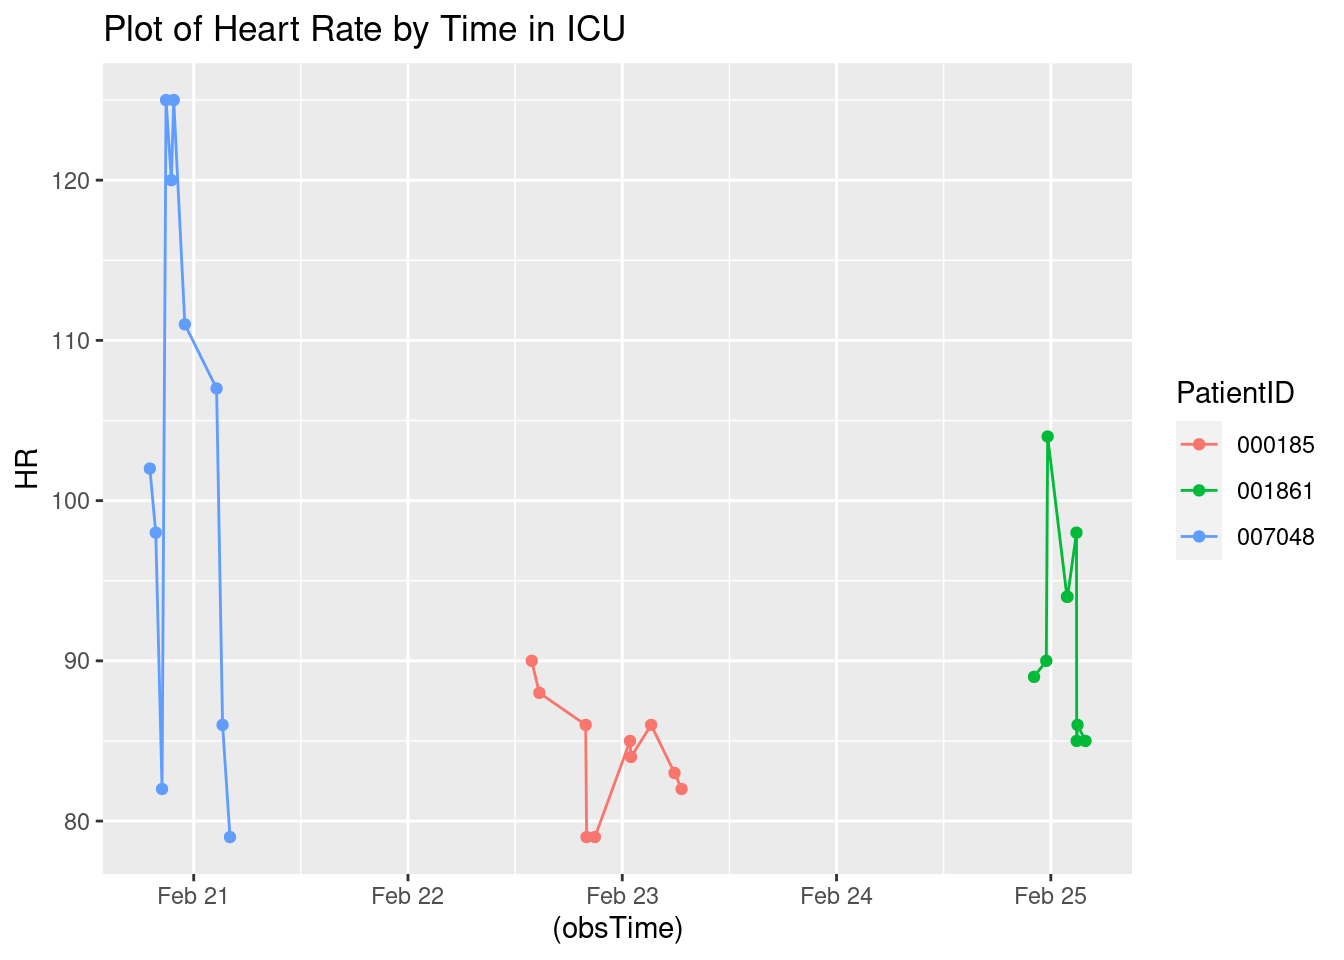 Plot of Heart Rate by Time in ICU
120
110
100
90
80
HR
Feb 21
Feb 22
Feb 23
Feb 24
Feb 25
(obsTime)
PatientID
000185
001861
007048